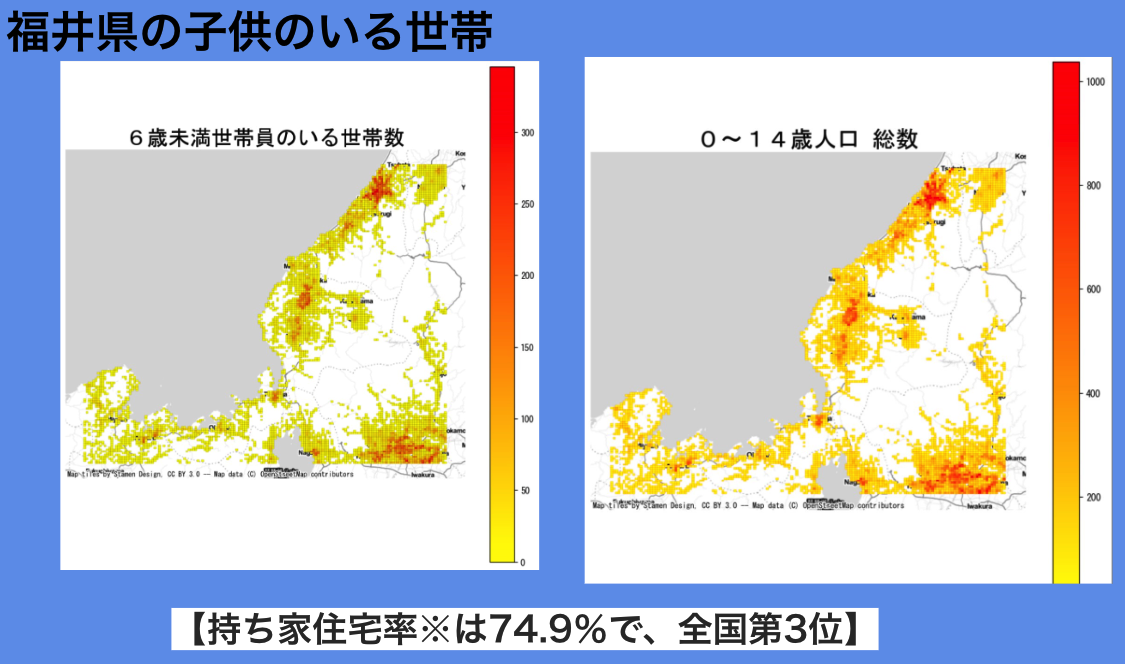 福井県の子供のいる世帯
６歳未満世帯員のいる世帯数
300
250
200
150
100
50
0
Map tiles by Stamen Design, CC BY 3.0 -- Map data (C) OpenStreetMap contributors
Iwakura
０～１４歳人口 総数
1000
800
600
400
200
Map tiles by Stamen Design, CC BY 3.0 -- Map data (C) OpenStreetMap contributors
Iwakura
【持ち家住宅率※は74.9%で、全国第3位】